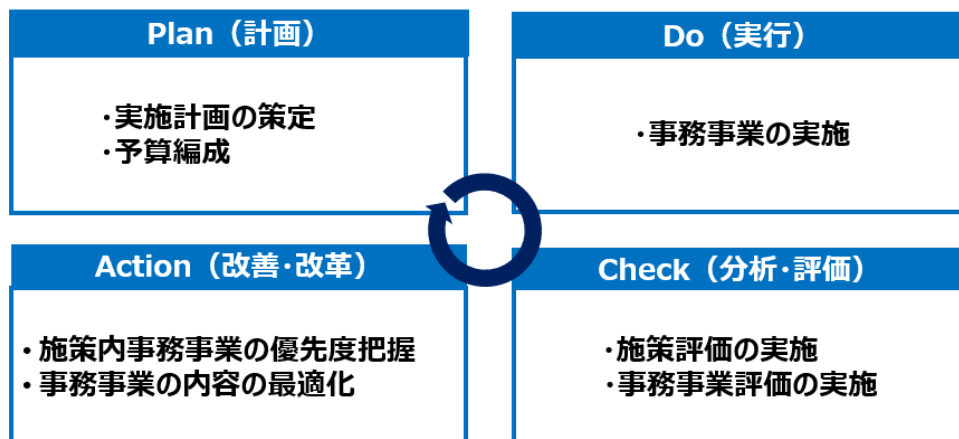 Plan（計画）
・実施計画の策定
・予算編成
Do（実行）
・事務事業の実施
Action（改善・改革）
・施策内事務事業の優先度把握
・事務事業の内容の最適化
Check（分析・評価）
・施策評価の実施
・事務事業評価の実施